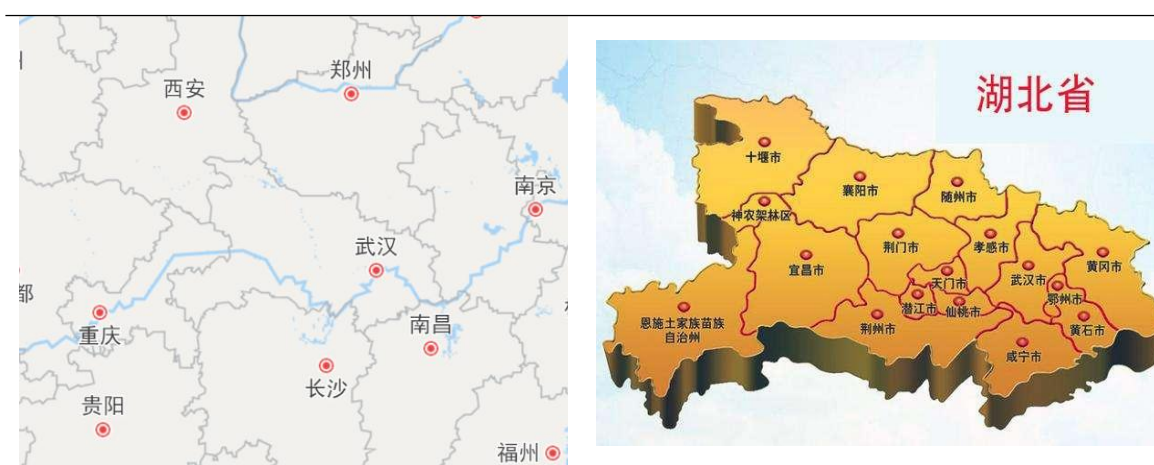 郑州
西安
南京
武汉
都
重庆
南昌
长沙
贵阳
福州
湖北省
十堰市
襄阳市
随州市
神农架林区
荆门市
孝感市
宜昌市
武汉市
黄冈市
天门市
鄂州市
潜江市
仙桃市
恩施土家族苗族
自治州
荆州市
黄石市
咸宁市